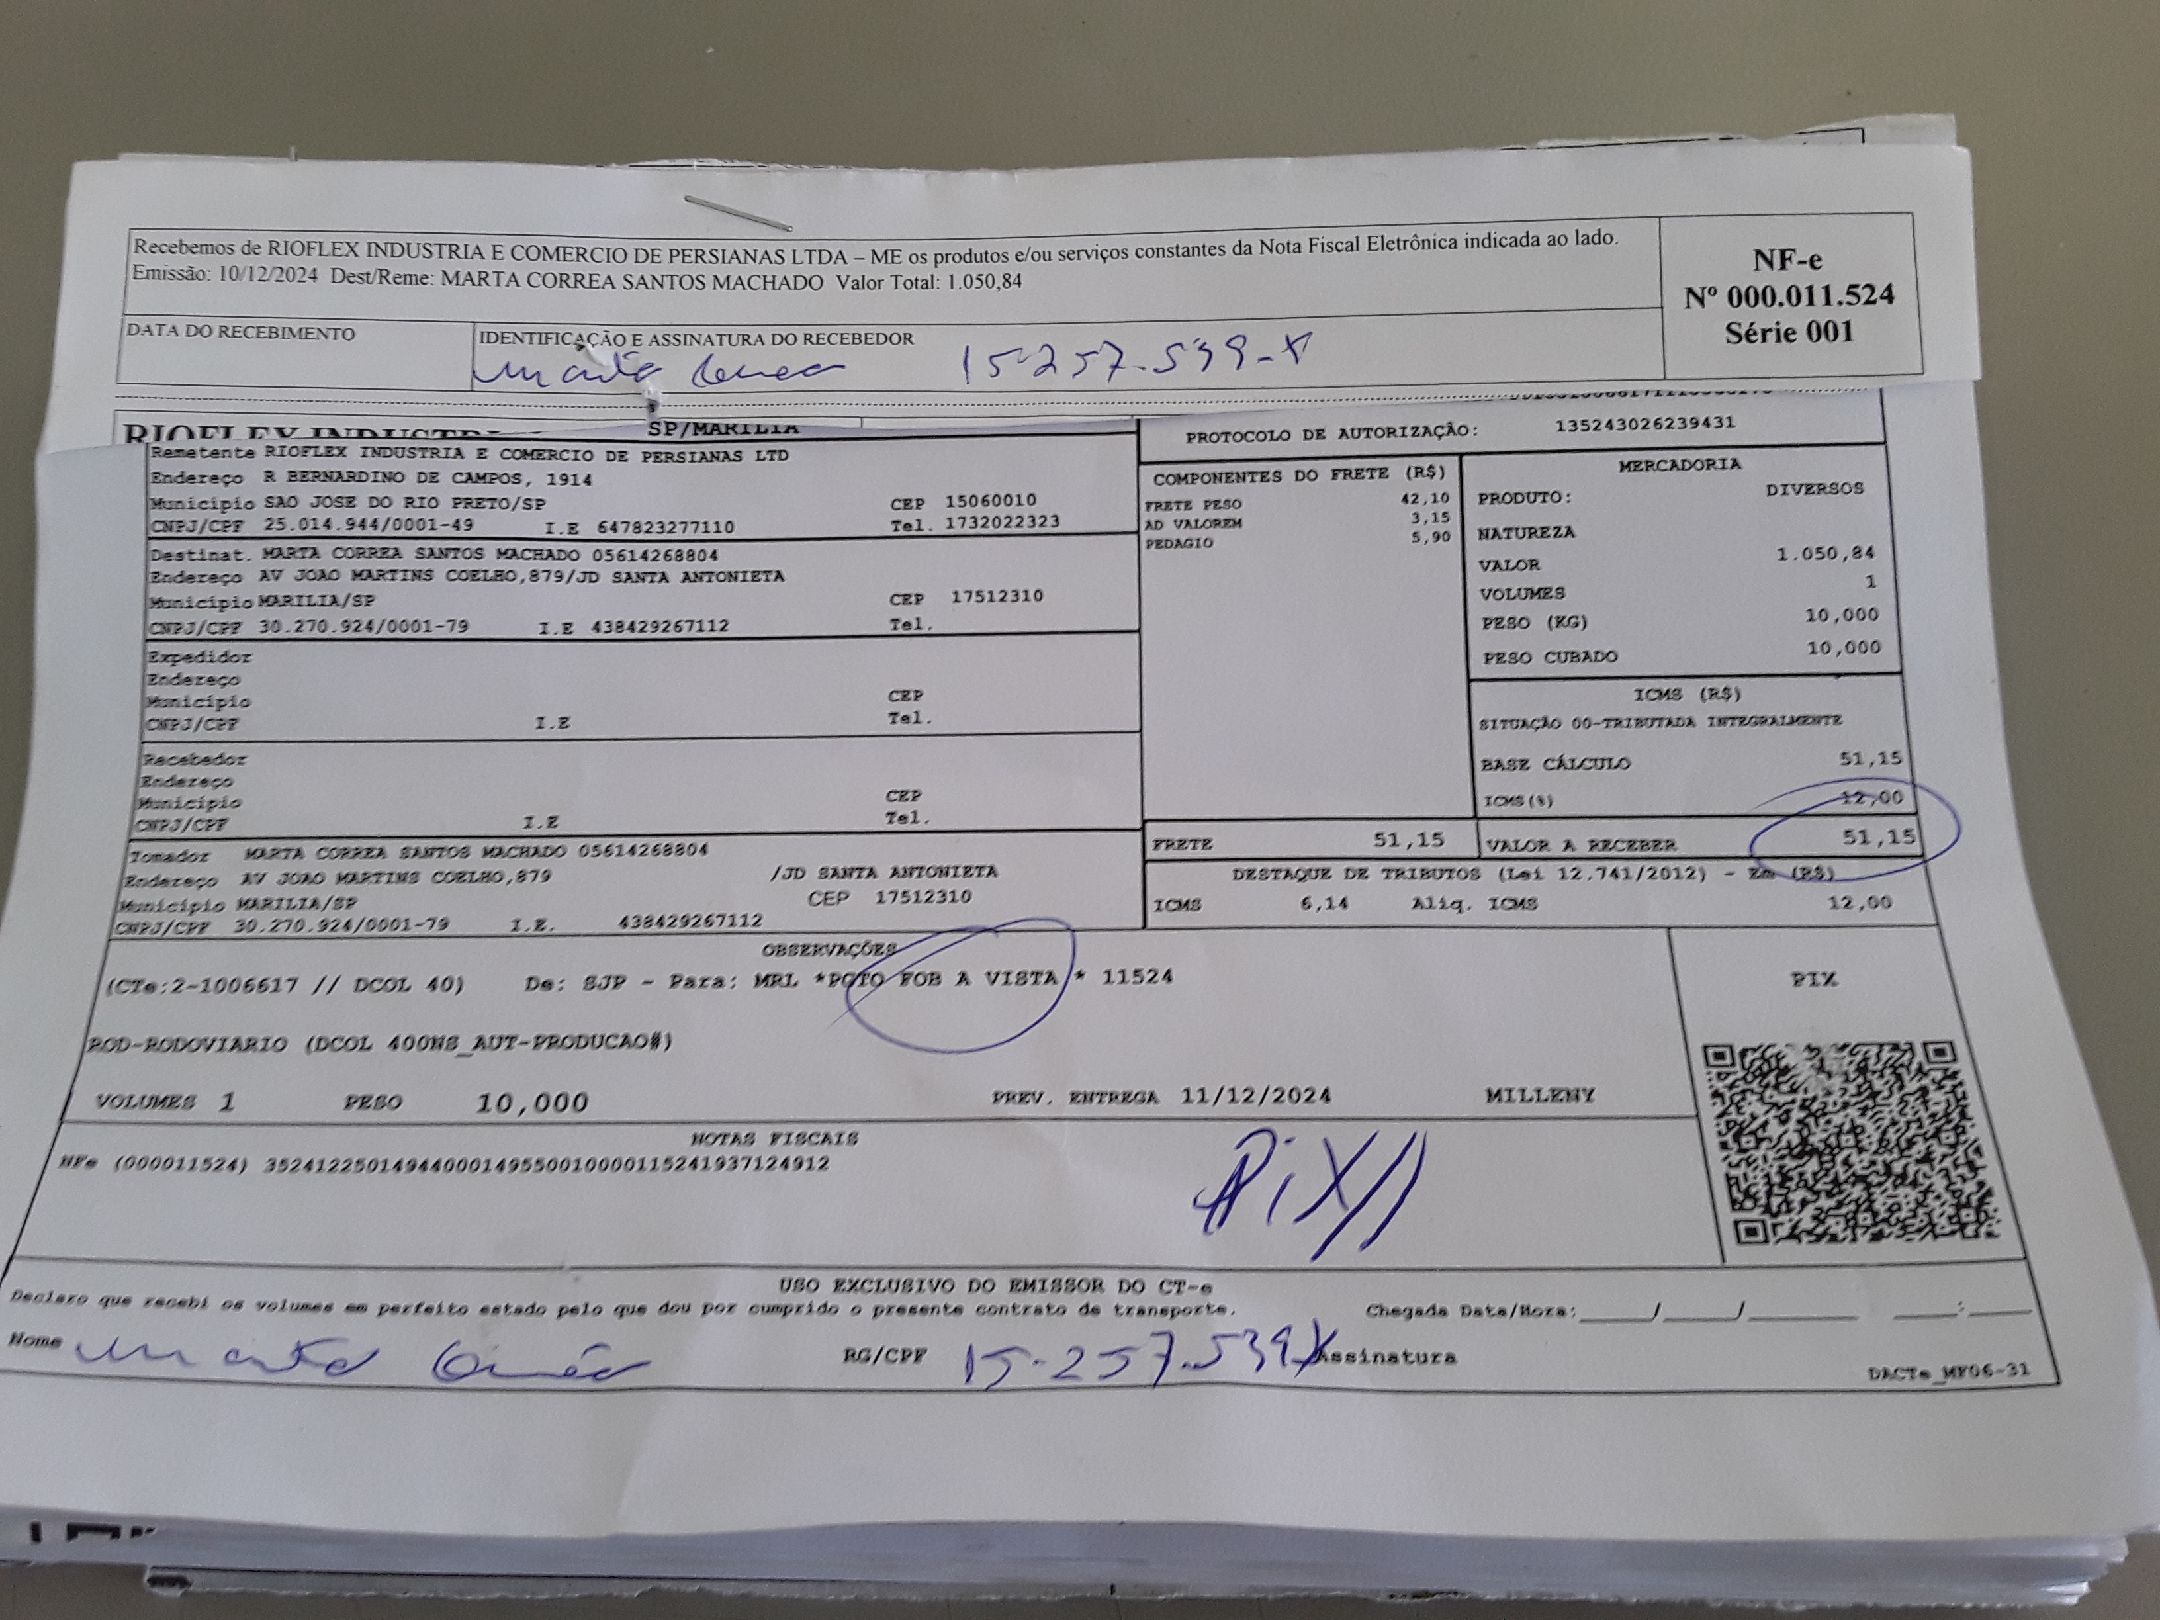 Recebemos de RIOFLEX INDUSTRIA E COMERCIO DE PERSIANAS LTDA – ME os produtos e/ou serviços constantes da Nota Fiscal Eletrônica indicada ao lado.
Emissão: 10/12/2024 Dest/Reme: MARTA CORREA SANTOS MACHADO Valor Total: 1.050,84
NF-e
Nº 000.011.524
Série 001
DATA DO RECEBIMENTO
IDENTIFICAÇÃO E ASSINATURA DO RECEBEDOR
15-257-539-X
RIOFLEX INDUSTRI
SP/MARILIA
PROTOCOLO DE AUTORIZAÇÃO: 135243026239431
Remetente RIOFLEX INDUSTRIA E COMERCIO DE PERSIANAS LTD
Endereço R BERNARDINO DE CAMPOS, 1914
Município SAO JOSE DO RIO PRETO/SP CEP 15060010
CNPJ/CPF 25.014.944/0001-49 I.E 647823277110 Tel. 1732022323
Destinat. MARTA CORREA SANTOS MACHADO 05614268804
Endereço AV JOAO MARTINS COELHO,879/JD SANTA ANTONIETA
Município MARILIA/SP CEP 17512310
CNPJ/CPF 30.270.924/0001-79 I.E 438429267112 Tel.
Expedidor
Endereço
Município CEP
CNPJ/CPF I.E Tel.
Recebedor
Endereço
Município CEP
CNPJ/CPF I.E Tel.
Tomador MARTA CORREA SANTOS MACHADO 05614268804
Endereço AV JOAO MARTINS COELHO,879 /JD SANTA ANTONIETA
Município MARILIA/SP CEP 17512310
CNPJ/CPF 30.270.924/0001-79 I.E. 438429267112
COMPONENTES DO FRETE (R$)
FRETE PESO 42,10
AD VALOREM 3,15
PEDAGIO 5,90
MERCADORIA
PRODUTO: DIVERSOS
NATUREZA
VALOR 1.050,84
VOLUMES 1
PESO (KG) 10,000
PESO CUBADO 10,000
ICMS (R$)
SITUAÇÃO 00-TRIBUTADA INTEGRALMENTE
BASE CÁLCULO 51,15
ICMS(%) 12,00
FRETE 51,15 VALOR A RECEBER 51,15
DESTAQUE DE TRIBUTOS (Lei 12.741/2012) - Em (R$)
ICMS 6,14 Aliq. ICMS 12,00
OBSERVAÇÕES
(CTe:2-1006617 // DCOL 40) De: SJP - Para: MRL *PGTO FOB A VISTA * 11524
ROD-RODOVIARIO (DCOL 400NS_AUT-PRODUCAO#)
VOLUMES 1 PESO 10,000 PREV. ENTREGA 11/12/2024 MILLENY
PIX
NOTAS FISCAIS
NFe (000011524) 35241225014944000149550010000115241937124912
PiX//
USO EXCLUSIVO DO EMISSOR DO CT-e
Declaro que recebi os volumes em perfeito estado pelo que dou por cumprido o presente contrato de transporte. Chegada Data/Hora:_____/_____/_______ ____:____
Nome RG/CPF 15-257-539X Assinatura
DACTe_MF06-31